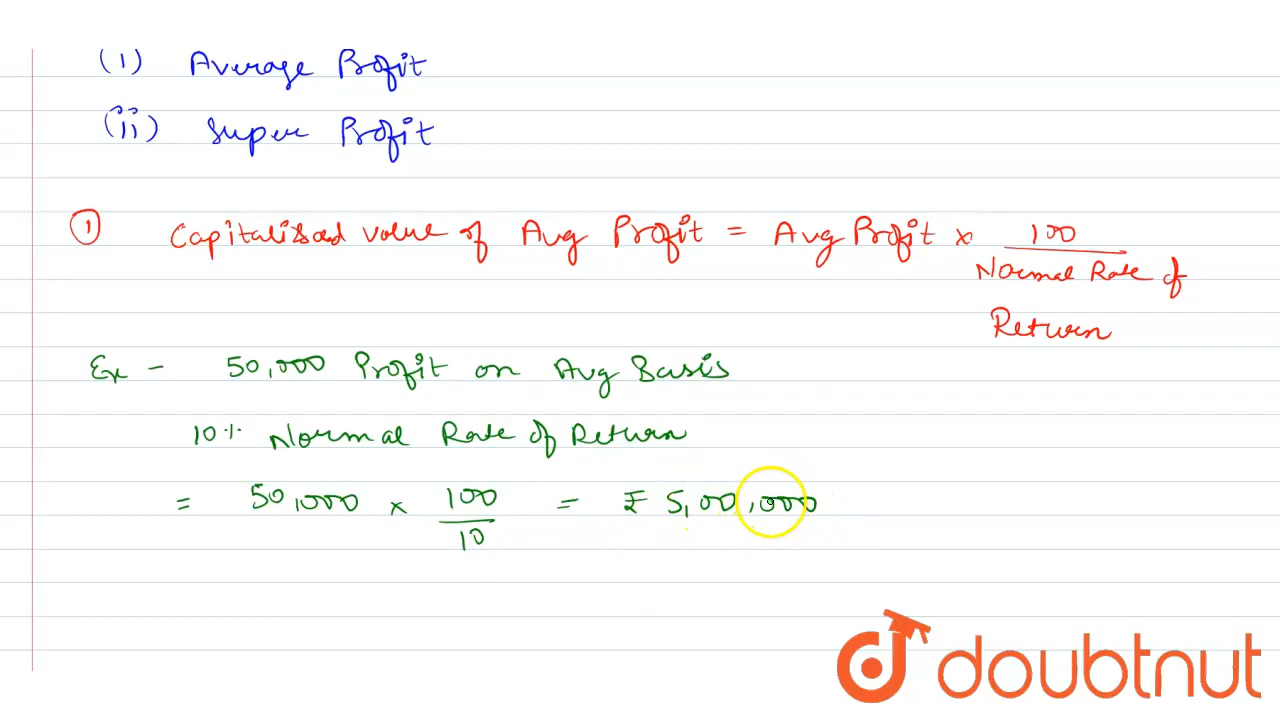 (i) Average Profit
(ii) Super Profit
① Capitalised value of Avg Profit = Avg Profit × 100
Normal Rate of
Return
Ex - 50,000 Profit on Avg Basis
10% Normal Rate of Return
= 50,000 × 100 = ₹ 5,00,000
10
doubtnut